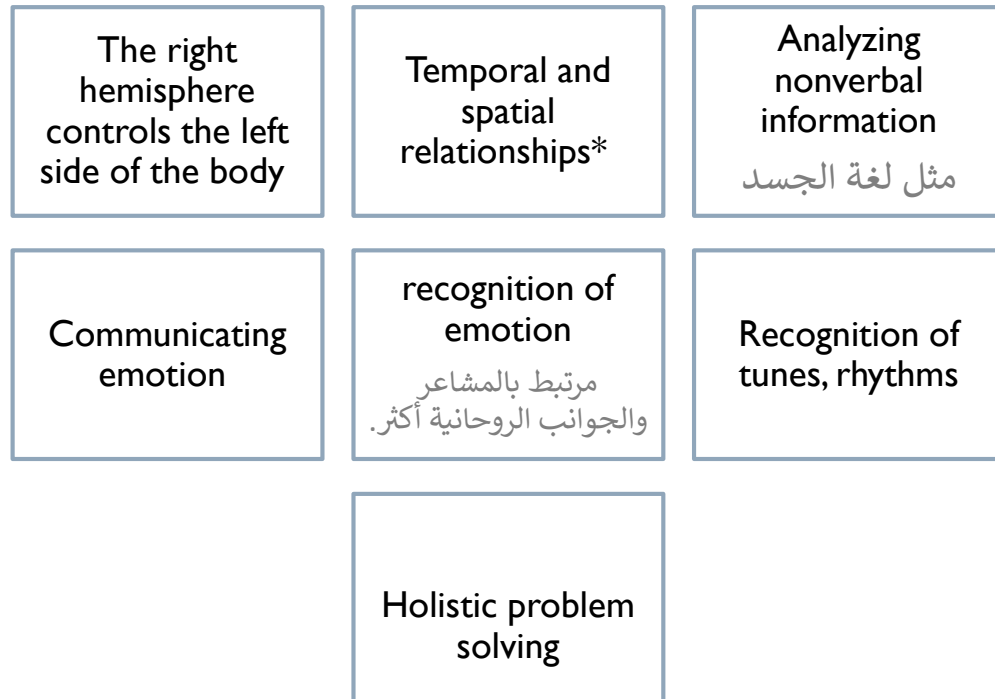 The right
hemisphere
controls the left
side of the body
Temporal and
spatial
relationships*
Analyzing
nonverbal
information
مثل لغة الجسد
Communicating
emotion
recognition of
emotion
مرتبط بالمشاعر
والجوانب الروحانية أكثر.
Recognition of
tunes, rhythms
Holistic problem
solving